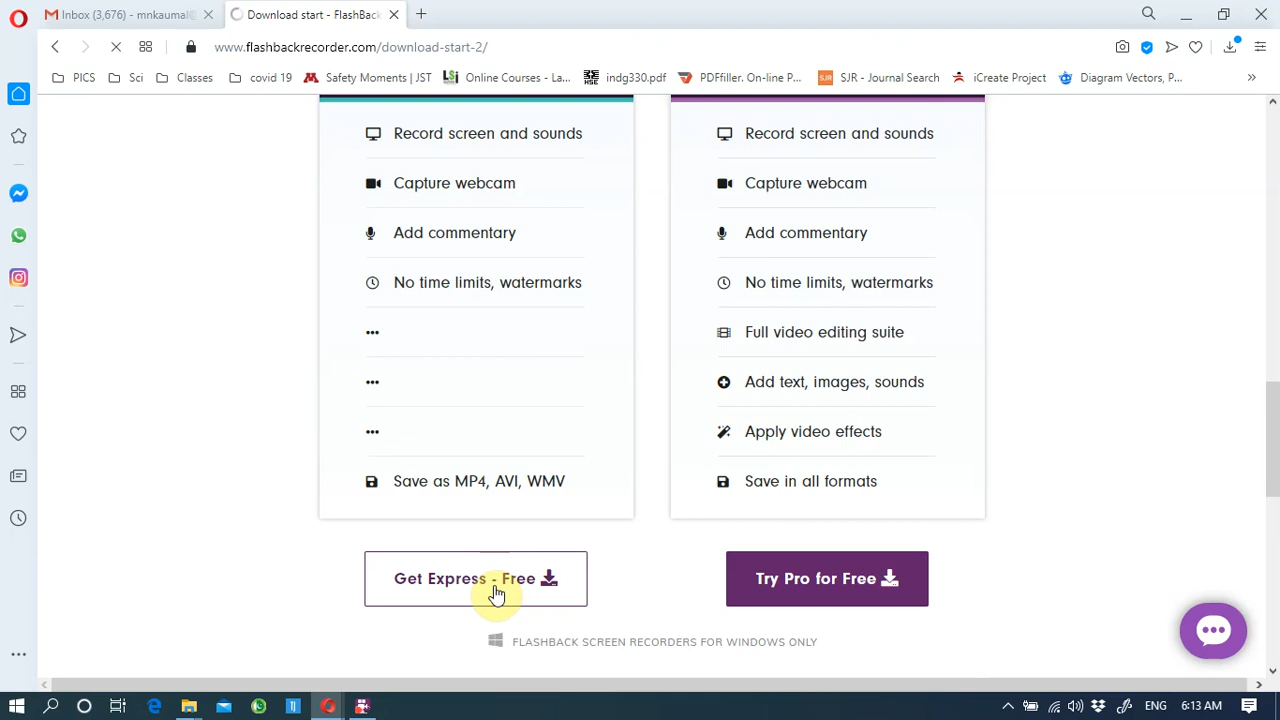 Inbox (3,676) - mnkaumal
Download start - FlashBack
www.flashbackrecorder.com/download-start-2/
PICS
Sci
Classes
covid 19
Safety Moments | JST
Online Courses - La...
indg330.pdf
PDFfiller. On-line P...
SJR
SJR - Journal Search
iCreate Project
Diagram Vectors, P...
Record screen and sounds
Capture webcam
Add commentary
No time limits, watermarks
•••
•••
•••
Save as MP4, AVI, WMV
Get Express - Free
Record screen and sounds
Capture webcam
Add commentary
No time limits, watermarks
Full video editing suite
Add text, images, sounds
Apply video effects
Save in all formats
Try Pro for Free
FLASHBACK SCREEN RECORDERS FOR WINDOWS ONLY
ENG
6:13 AM